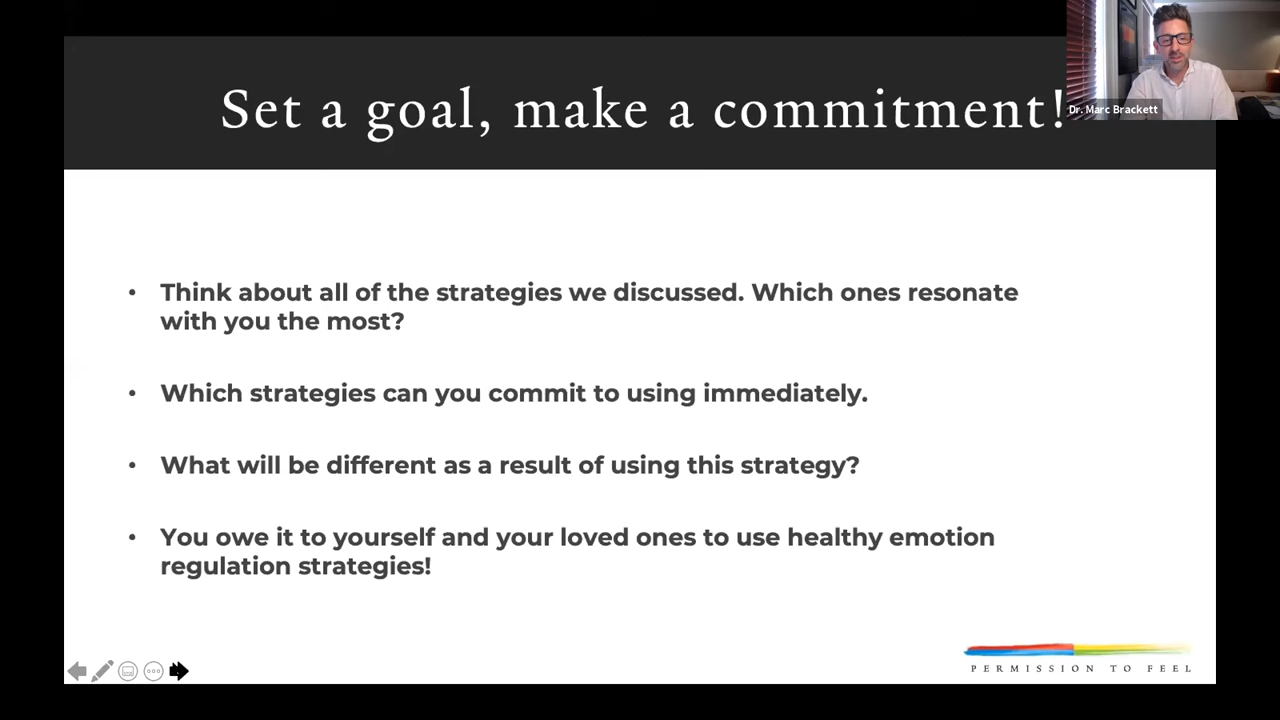 Set a goal, make a commitment!
Dr. Marc Brackett
• Think about all of the strategies we discussed. Which ones resonate
with you the most?
• Which strategies can you commit to using immediately.
• What will be different as a result of using this strategy?
• You owe it to yourself and your loved ones to use healthy emotion
regulation strategies!
PERMISSION TO FEEL